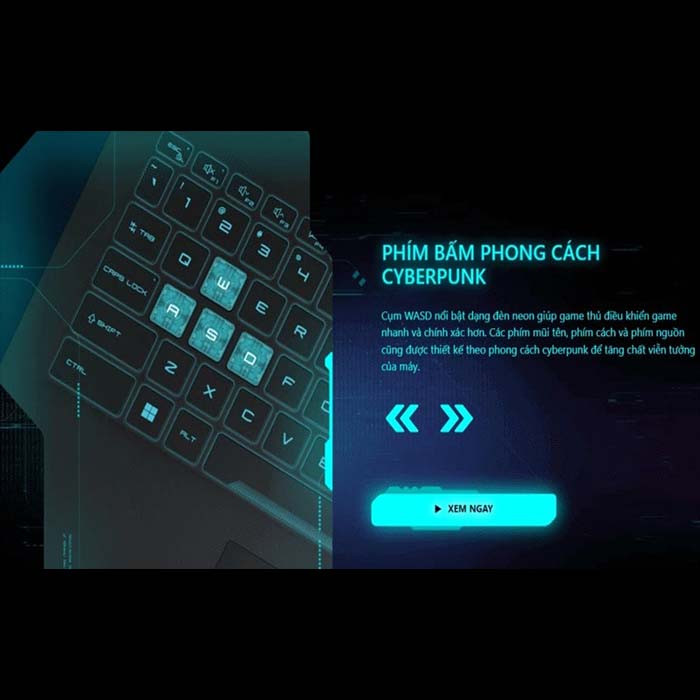 ESC
F1
F2
F3
~
`
!
1
@
2
#
3
$
4
TAB
Q
W
E
R
CAPS LOCK
A
S
D
F
SHIFT
Z
X
C
V
CTRL
ALT
PHÍM BẤM PHONG CÁCH
CYBERPUNK
Cụm WASD nổi bật dạng đèn neon giúp game thủ điều khiển game
nhanh và chính xác hơn. Các phím mũi tên, phím cách và phím nguồn
cũng được thiết kế theo phong cách cyberpunk để tăng chất viễn tưởng
của máy.
XEM NGAY